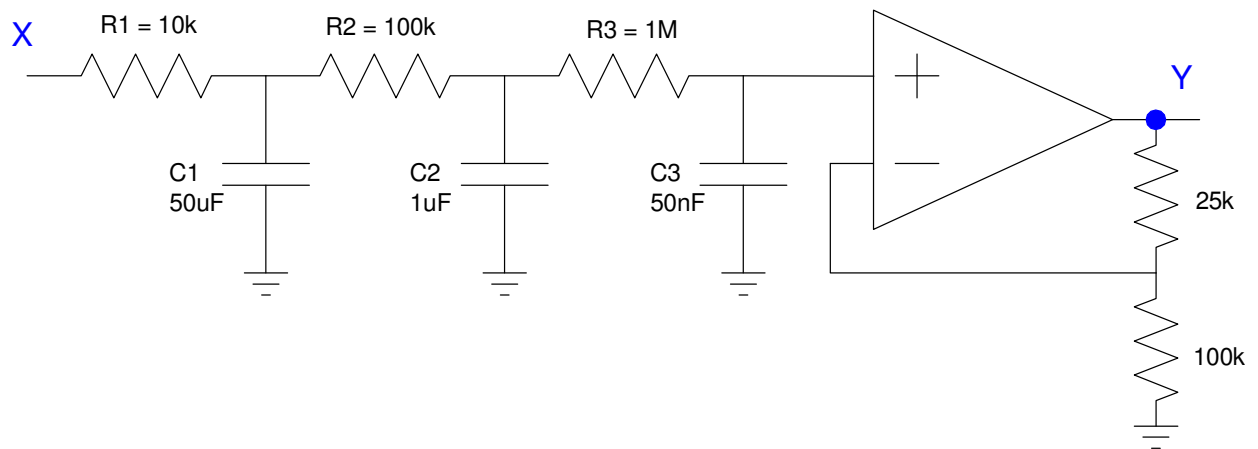 X
R1 = 10k
R2 = 100k
R3 = 1M
Y
C1
50uF
C2
1uF
C3
50nF
25k
100k